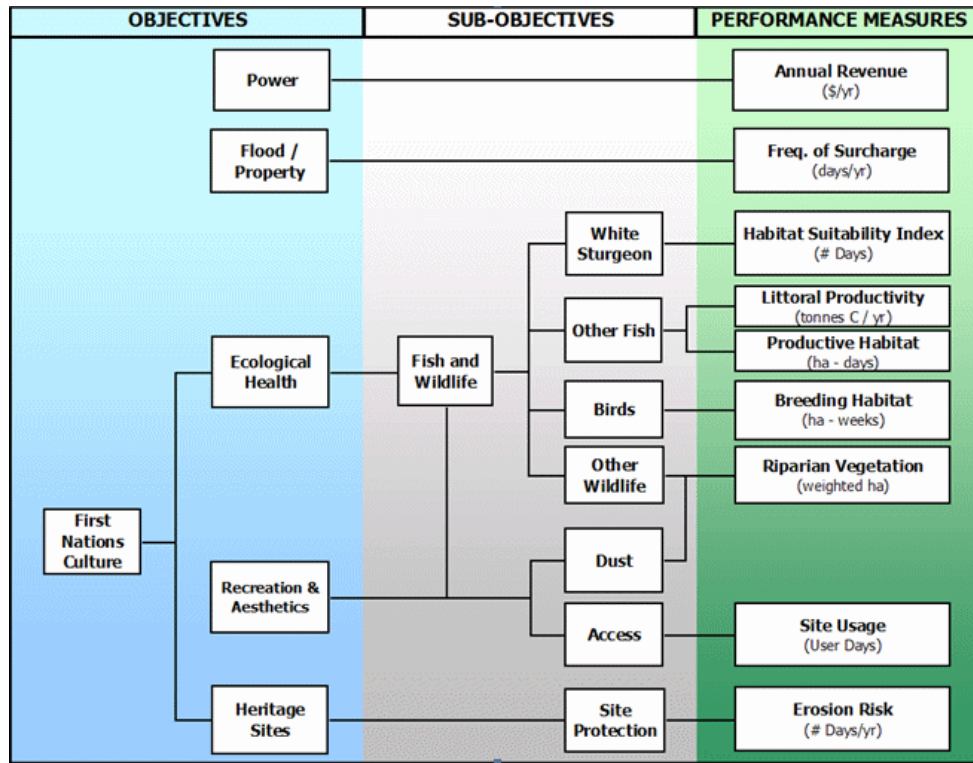 OBJECTIVES
SUB-OBJECTIVES
PERFORMANCE MEASURES
Power
Annual Revenue
($/yr)
Flood /
Property
Freq. of Surcharge
(days/yr)
White
Sturgeon
Habitat Suitability Index
(# Days)
Other Fish
Littoral Productivity
(tonnes C / yr)
Productive Habitat
(ha - days)
Ecological
Health
Fish and
Wildlife
Birds
Breeding Habitat
(ha - weeks)
Other
Wildlife
Riparian Vegetation
(weighted ha)
First
Nations
Culture
Recreation &
Aesthetics
Dust
Access
Site Usage
(User Days)
Heritage
Sites
Site
Protection
Erosion Risk
(# Days/yr)